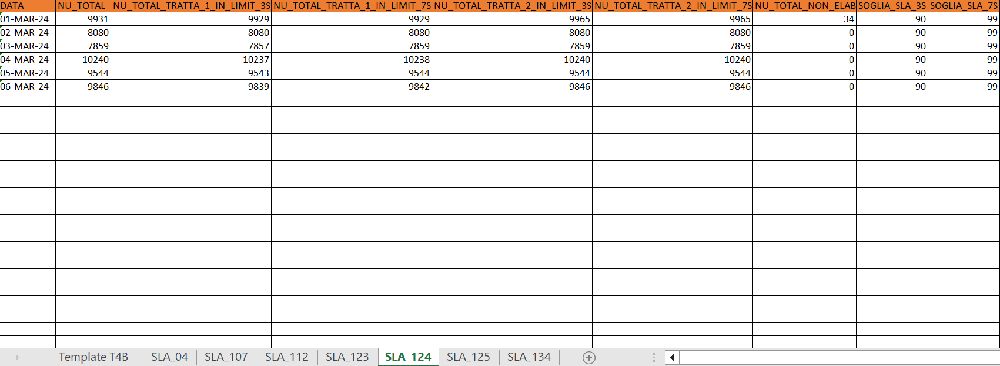 DATA NU_TOTAL NU_TOTAL_TRATTA_1_IN_LIMIT_3S NU_TOTAL_TRATTA_1_IN_LIMIT_7S NU_TOTAL_TRATTA_2_IN_LIMIT_3S NU_TOTAL_TRATTA_2_IN_LIMIT_7S NU_TOTAL_NON_ELAB SOGLIA_SLA_3S SOGLIA_SLA_7S
01-MAR-24 9931 9929 9929 9965 9965 34 90 99
02-MAR-24 8080 8080 8080 8080 8080 0 90 99
03-MAR-24 7859 7857 7859 7859 7859 0 90 99
04-MAR-24 10240 10237 10238 10240 10240 0 90 99
05-MAR-24 9544 9543 9544 9544 9544 0 90 99
06-MAR-24 9846 9839 9842 9846 9846 0 90 99
Template T4B SLA_04 SLA_107 SLA_112 SLA_123 SLA_124 SLA_125 SLA_134